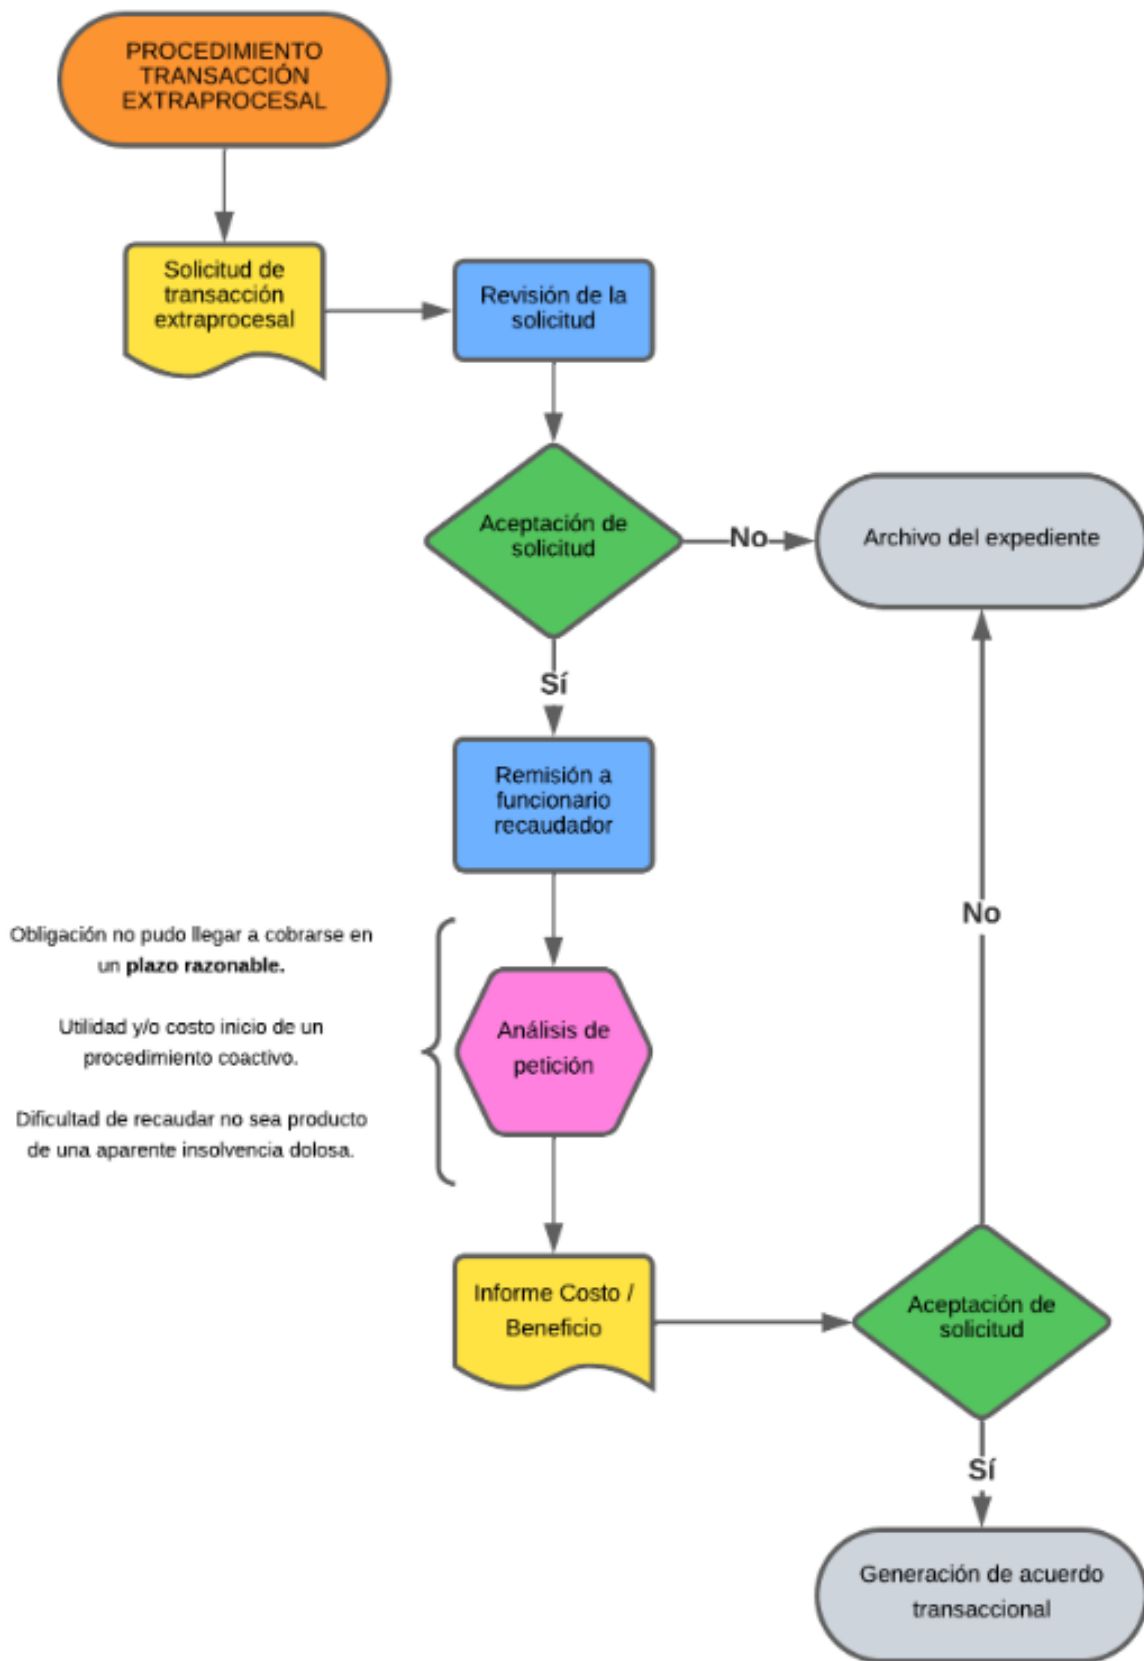 PROCEDIMIENTO
TRANSACCIÓN
EXTRAPROCESAL
Solicitud de
transacción
extraprocesal
Revisión de la
solicitud
Aceptación de
solicitud
No
Archivo del expediente
Sí
Remisión a
funcionario
recaudador
No
Obligación no pudo llegar a cobrarse en
un plazo razonable.
Utilidad y/o costo inicio de un
procedimiento coactivo.
Dificultad de recaudar no sea producto
de una aparente insolvencia dolosa.
Análisis de
petición
Informe Costo /
Beneficio
Aceptación de
solicitud
Sí
Generación de acuerdo
transaccional